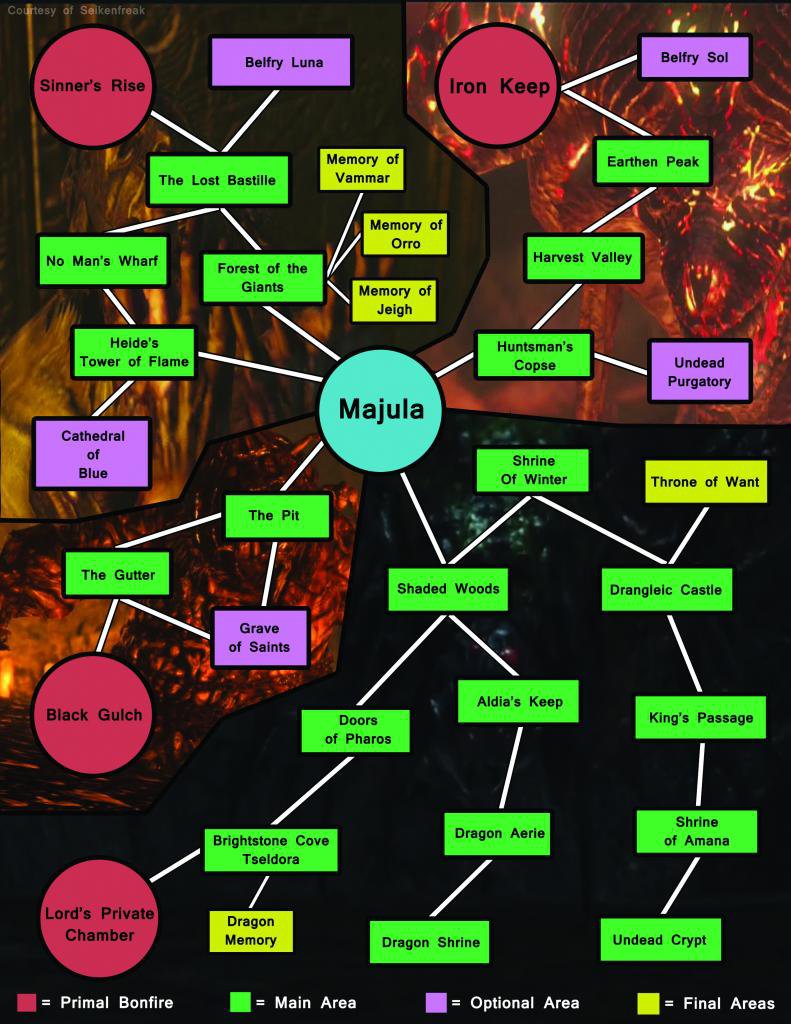 Courtesy of Seikenfreak
Sinner's Rise
Belfry Luna
Iron Keep
Belfry Sol
The Lost Bastille
Memory of
Vammar
Earthen Peak
Memory of
Orro
No Man's Wharf
Forest of the
Giants
Harvest Valley
Memory of
Jeigh
Heide's
Tower of Flame
Huntsman's
Copse
Undead
Purgatory
Majula
Cathedral
of
Blue
Shrine
Of Winter
Throne of Want
The Pit
The Gutter
Shaded Woods
Drangleic Castle
Grave
of Saints
Black Gulch
Aldia's Keep
Doors
of Pharos
King's Passage
Brightstone Cove
Tseldora
Dragon Aerie
Shrine
of Amana
Lord's Private
Chamber
Dragon
Memory
Dragon Shrine
Undead Crypt
= Primal Bonfire
= Main Area
= Optional Area
= Final Areas